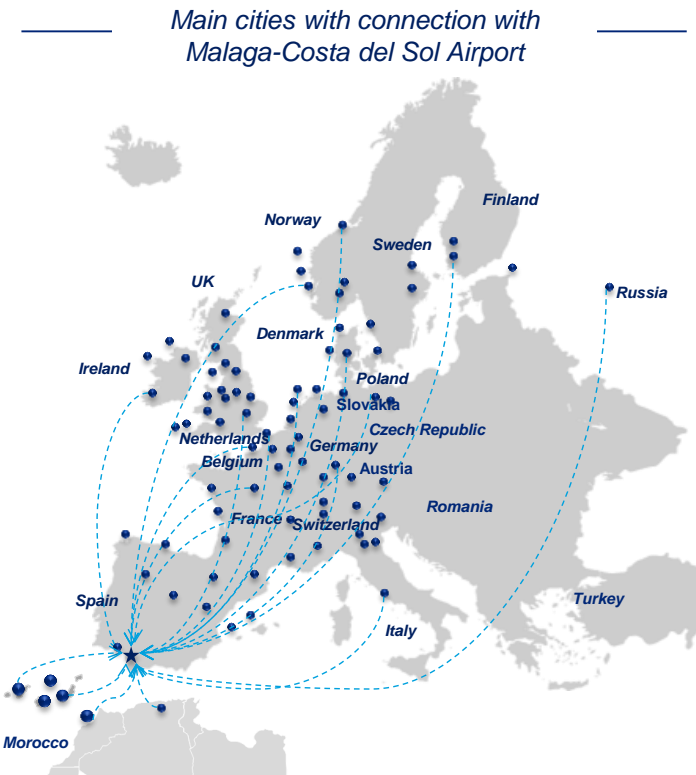 Main cities with connection with
Malaga-Costa del Sol Airport
Finland
Norway
Sweden
UK
Russia
Denmark
Ireland
Poland
Slovakia
Czech Republic
Netherlands
Germany
Belgium
Austria
Romania
France
Switzerland
Spain
Turkey
Italy
Morocco